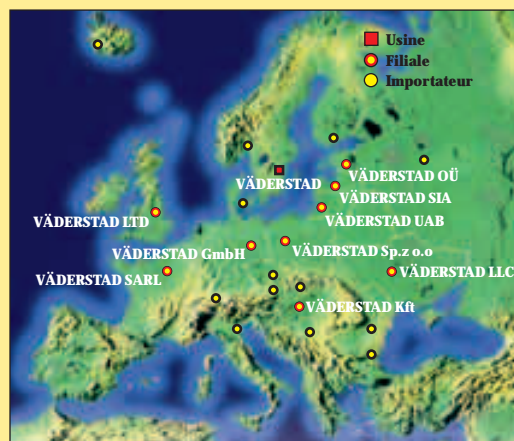 Usine
Filiale
Importateur
VÄDERSTAD OÜ
VÄDERSTAD
VÄDERSTAD SIA
VÄDERSTAD UAB
VÄDERSTAD LTD
VÄDERSTAD GmbH
VÄDERSTAD Sp.z o.o
VÄDERSTAD SARL
VÄDERSTAD LLC
VÄDERSTAD Kft